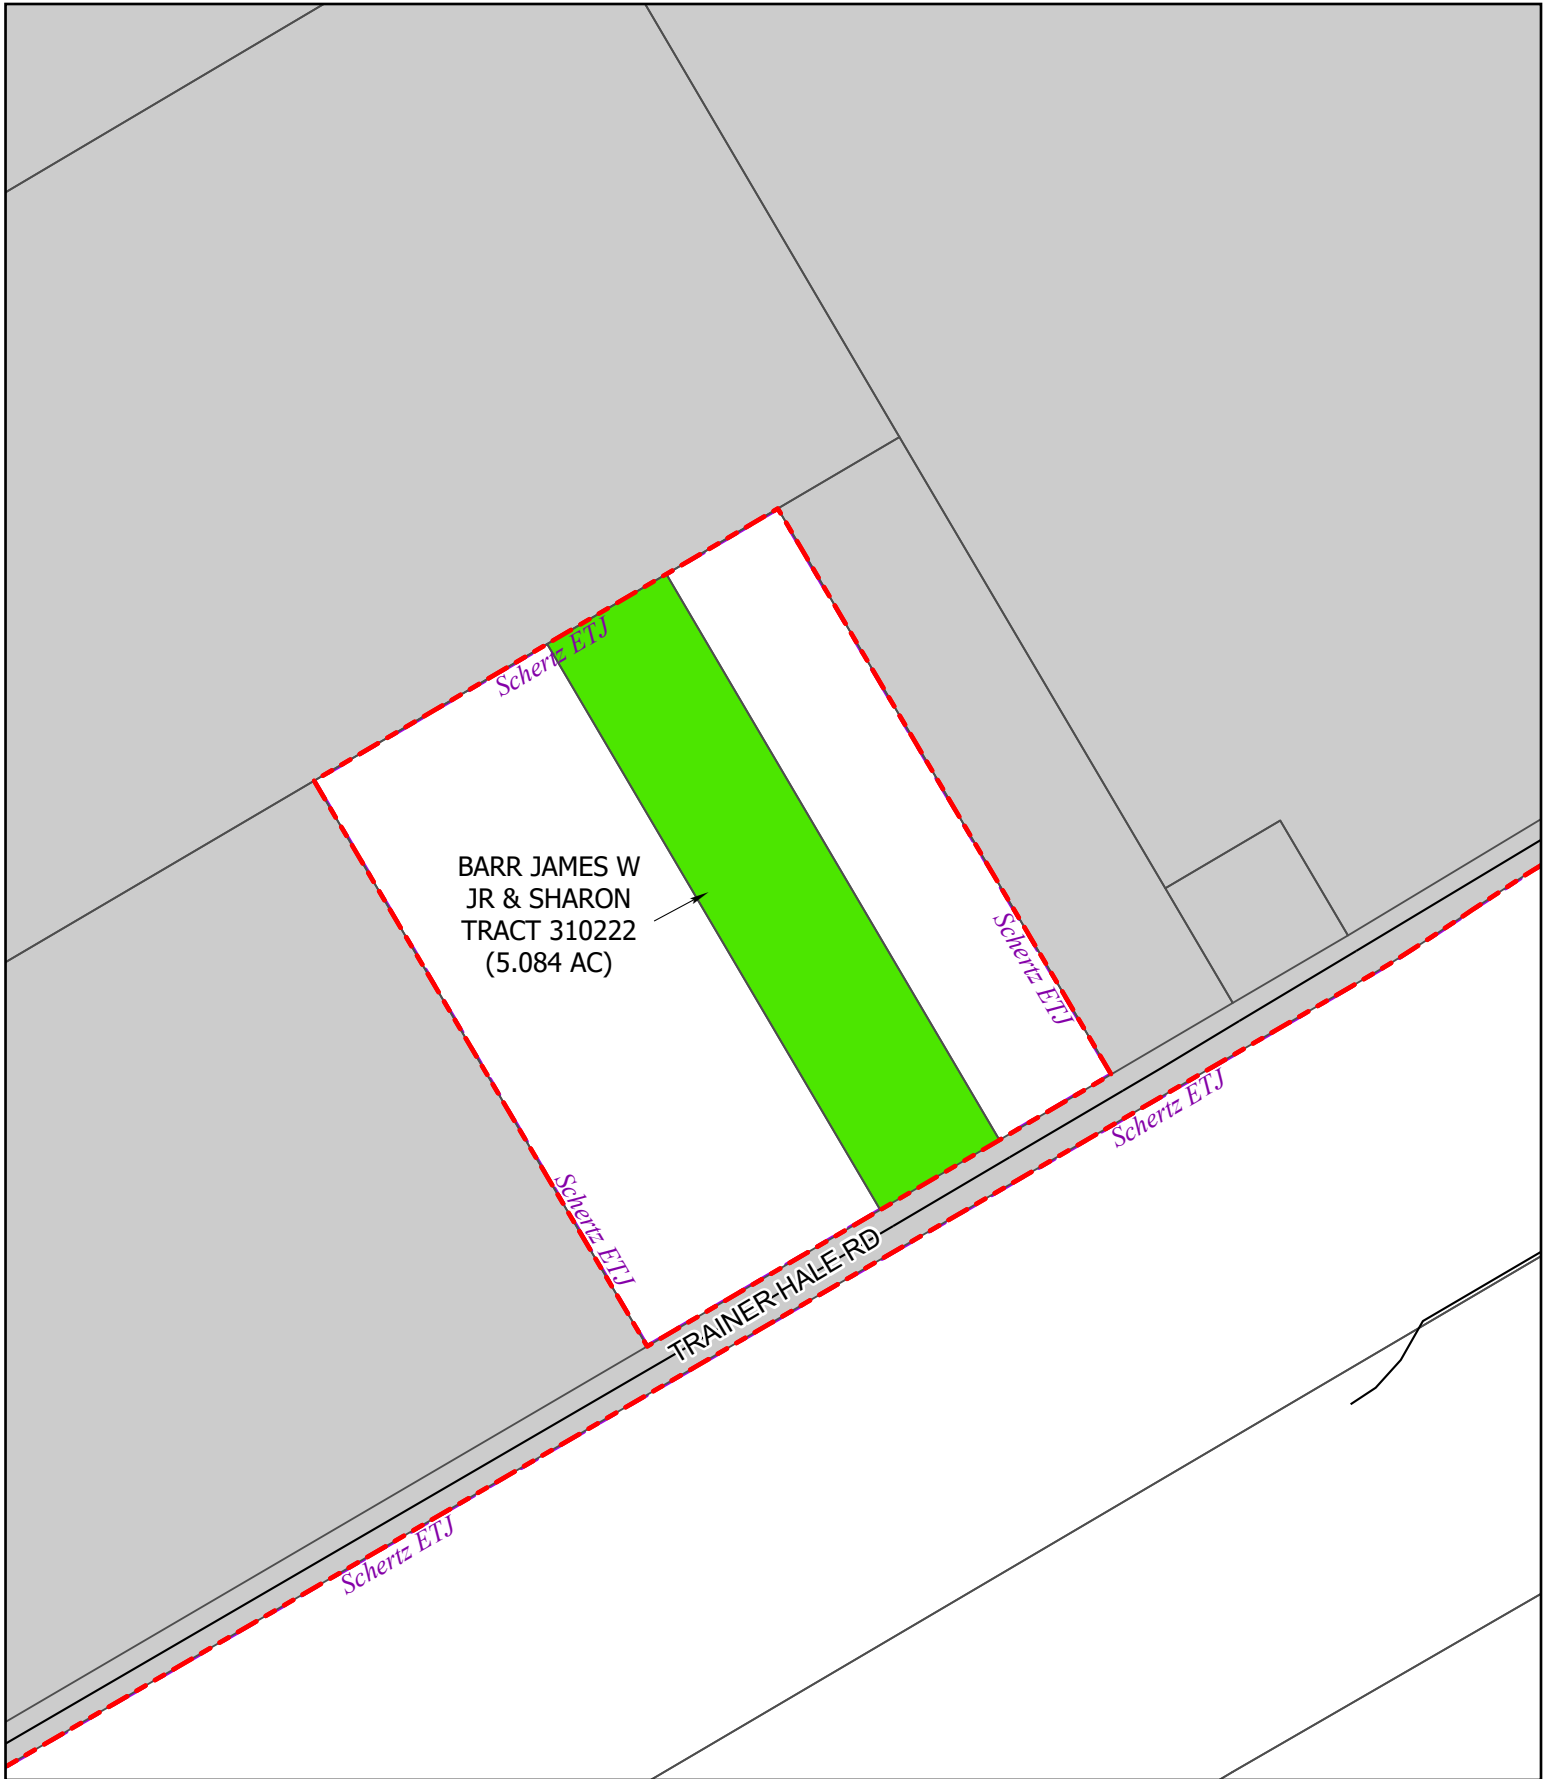 Schertz ETJ
BARR JAMES W
JR & SHARON
TRACT 310222
(5.084 AC)
Schertz ETJ
Schertz ETJ
Schertz ETJ
TRAINER-HALE-RD
Schertz ETJ